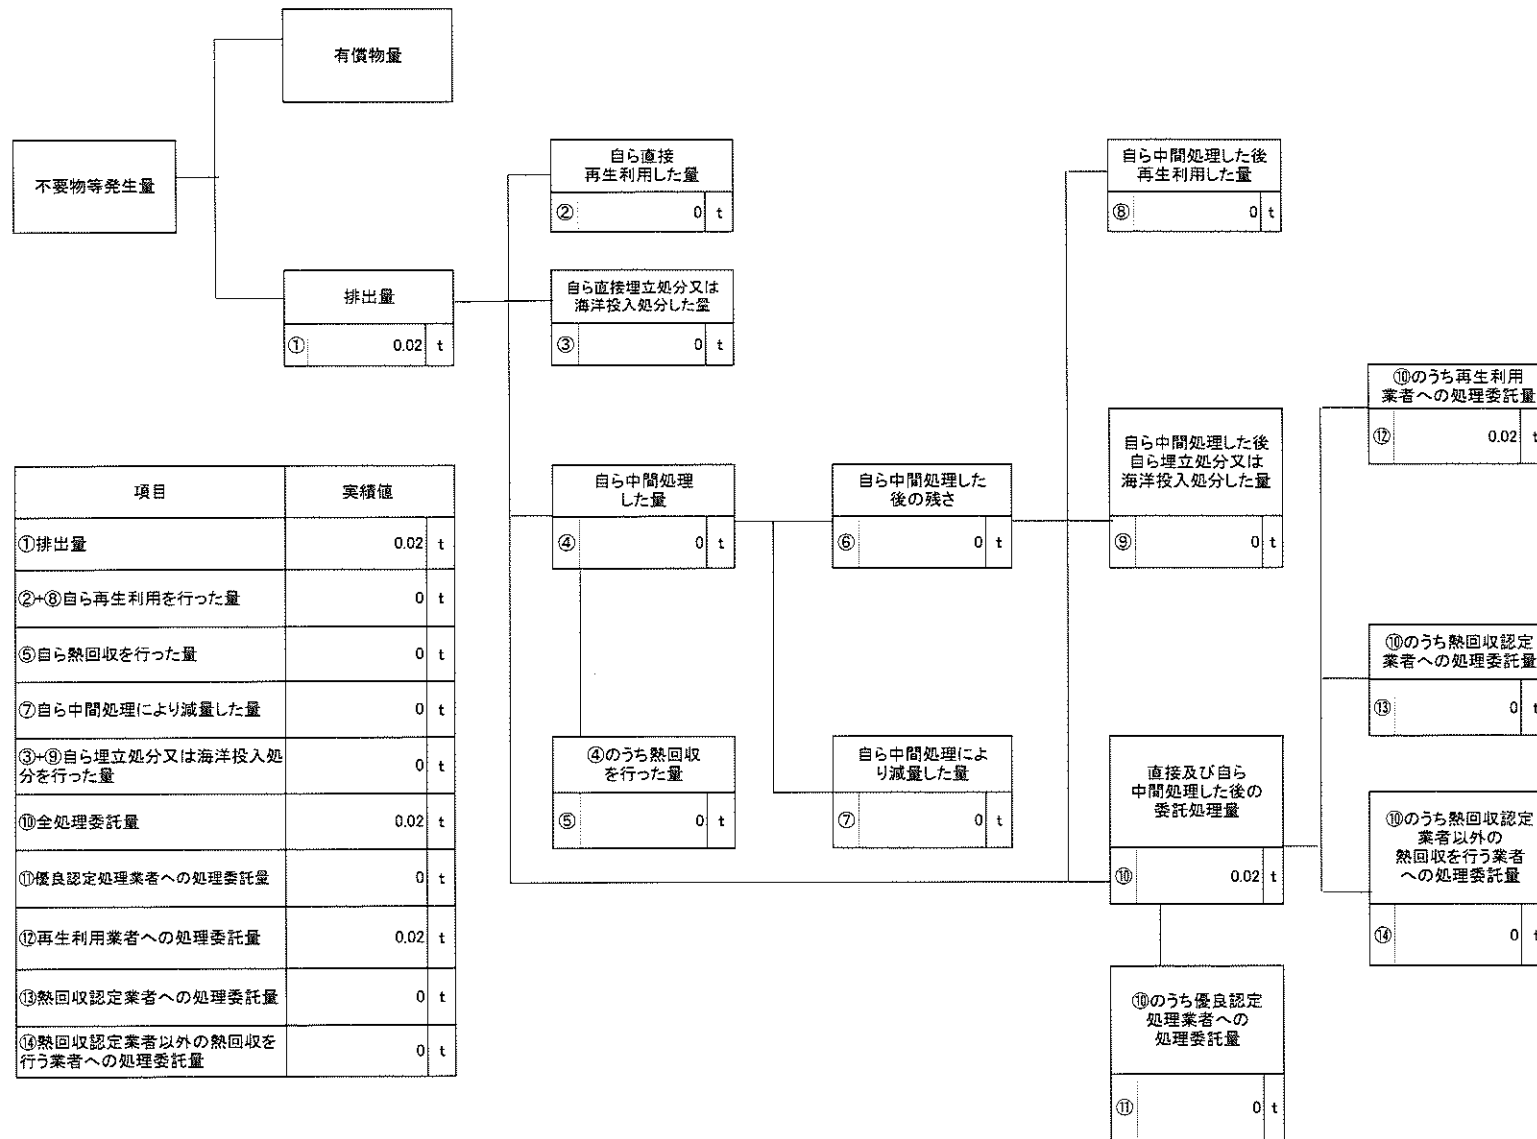 有償物量
不要物等発生量
排出量
① 0.02 t
自ら直接
再生利用した量
② 0 t
自ら直接埋立処分又は
海洋投入処分した量
③ 0 t
自ら中間処理
した量
④ 0 t
④のうち熱回収
を行った量
⑤ 0 t
自ら中間処理した
後の残さ
⑥ 0 t
自ら中間処理によ
り減量した量
⑦ 0 t
自ら中間処理した後
再生利用した量
⑧ 0 t
自ら中間処理した後
自ら埋立処分又は
海洋投入処分した量
⑨ 0 t
直接及び自ら
中間処理した後の
委託処理量
⑩ 0.02 t
⑩のうち優良認定
処理業者への
処理委託量
⑪ 0 t
⑩のうち再生利用
業者への処理委託量
⑫ 0.02 t
⑩のうち熱回収認定
業者への処理委託量
⑬ 0 t
⑩のうち熱回収認定
業者以外の
熱回収を行う業者
への処理委託量
⑭ 0 t
項目 実績値
①排出量 0.02 t
②+⑧自ら再生利用を行った量 0 t
⑤自ら熱回収を行った量 0 t
⑦自ら中間処理により減量した量 0 t
③+⑨自ら埋立処分又は海洋投入処
分を行った量 0 t
⑩全処理委託量 0.02 t
⑪優良認定処理業者への処理委託量 0 t
⑫再生利用業者への処理委託量 0.02 t
⑬熱回収認定業者への処理委託量 0 t
⑭熱回収認定業者以外の熱回収を
行う業者への処理委託量 0 t